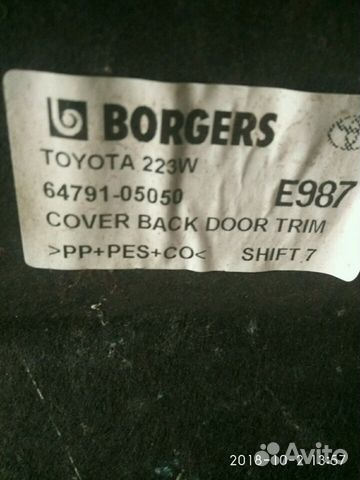 BORGERS
TOYOTA 223W
64791-05050 E987
COVER BACK DOOR TRIM
>PP+PES+CO< SHIFT 7
2018-10-2 13:57
Avito